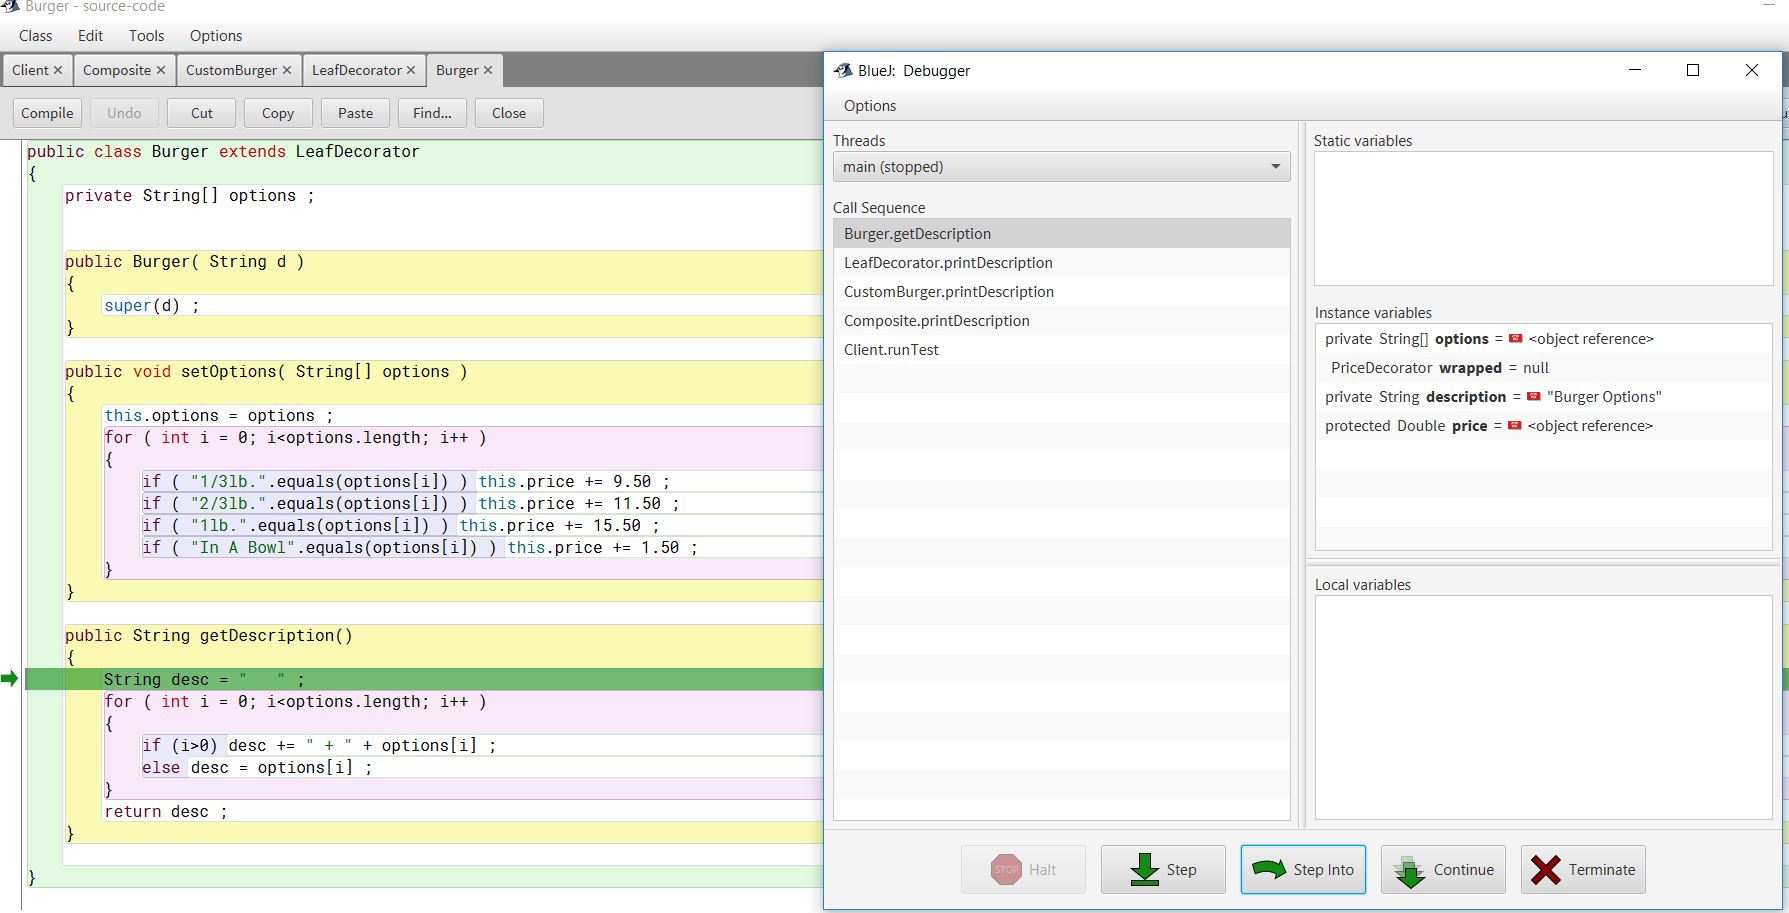 Burger - source-code
Class Edit Tools Options
Client × Composite × CustomBurger × LeafDecorator × Burger ×
Compile Undo Cut Copy Paste Find... Close
public class Burger extends LeafDecorator
{
private String[] options ;
public Burger( String d )
{
super(d) ;
}
public void setOptions( String[] options )
{
this.options = options ;
for ( int i = 0; i<options.length; i++ )
{
if ( "1/3lb.".equals(options[i]) ) this.price += 9.50 ;
if ( "2/3lb.".equals(options[i]) ) this.price += 11.50 ;
if ( "1lb.".equals(options[i]) ) this.price += 15.50 ;
if ( "In A Bowl".equals(options[i]) ) this.price += 1.50 ;
}
}
public String getDescription()
{
String desc = "   " ;
for ( int i = 0; i<options.length; i++ )
{
if (i>0) desc += " + " + options[i] ;
else desc = options[i] ;
}
return desc ;
}
}
BlueJ: Debugger
Options
Threads
main (stopped)
Call Sequence
Burger.getDescription
LeafDecorator.printDescription
CustomBurger.printDescription
Composite.printDescription
Client.runTest
Static variables
Instance variables
private String[] options = <object reference>
PriceDecorator wrapped = null
private String description = "Burger Options"
protected Double price = <object reference>
Local variables
STOP Halt Step Step Into Continue Terminate